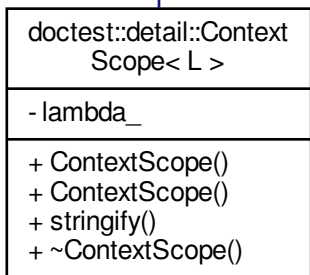 doctest::detail::Context
Scope< L >
- lambda_
+ ContextScope()
+ ContextScope()
+ stringify()
+ ~ContextScope()